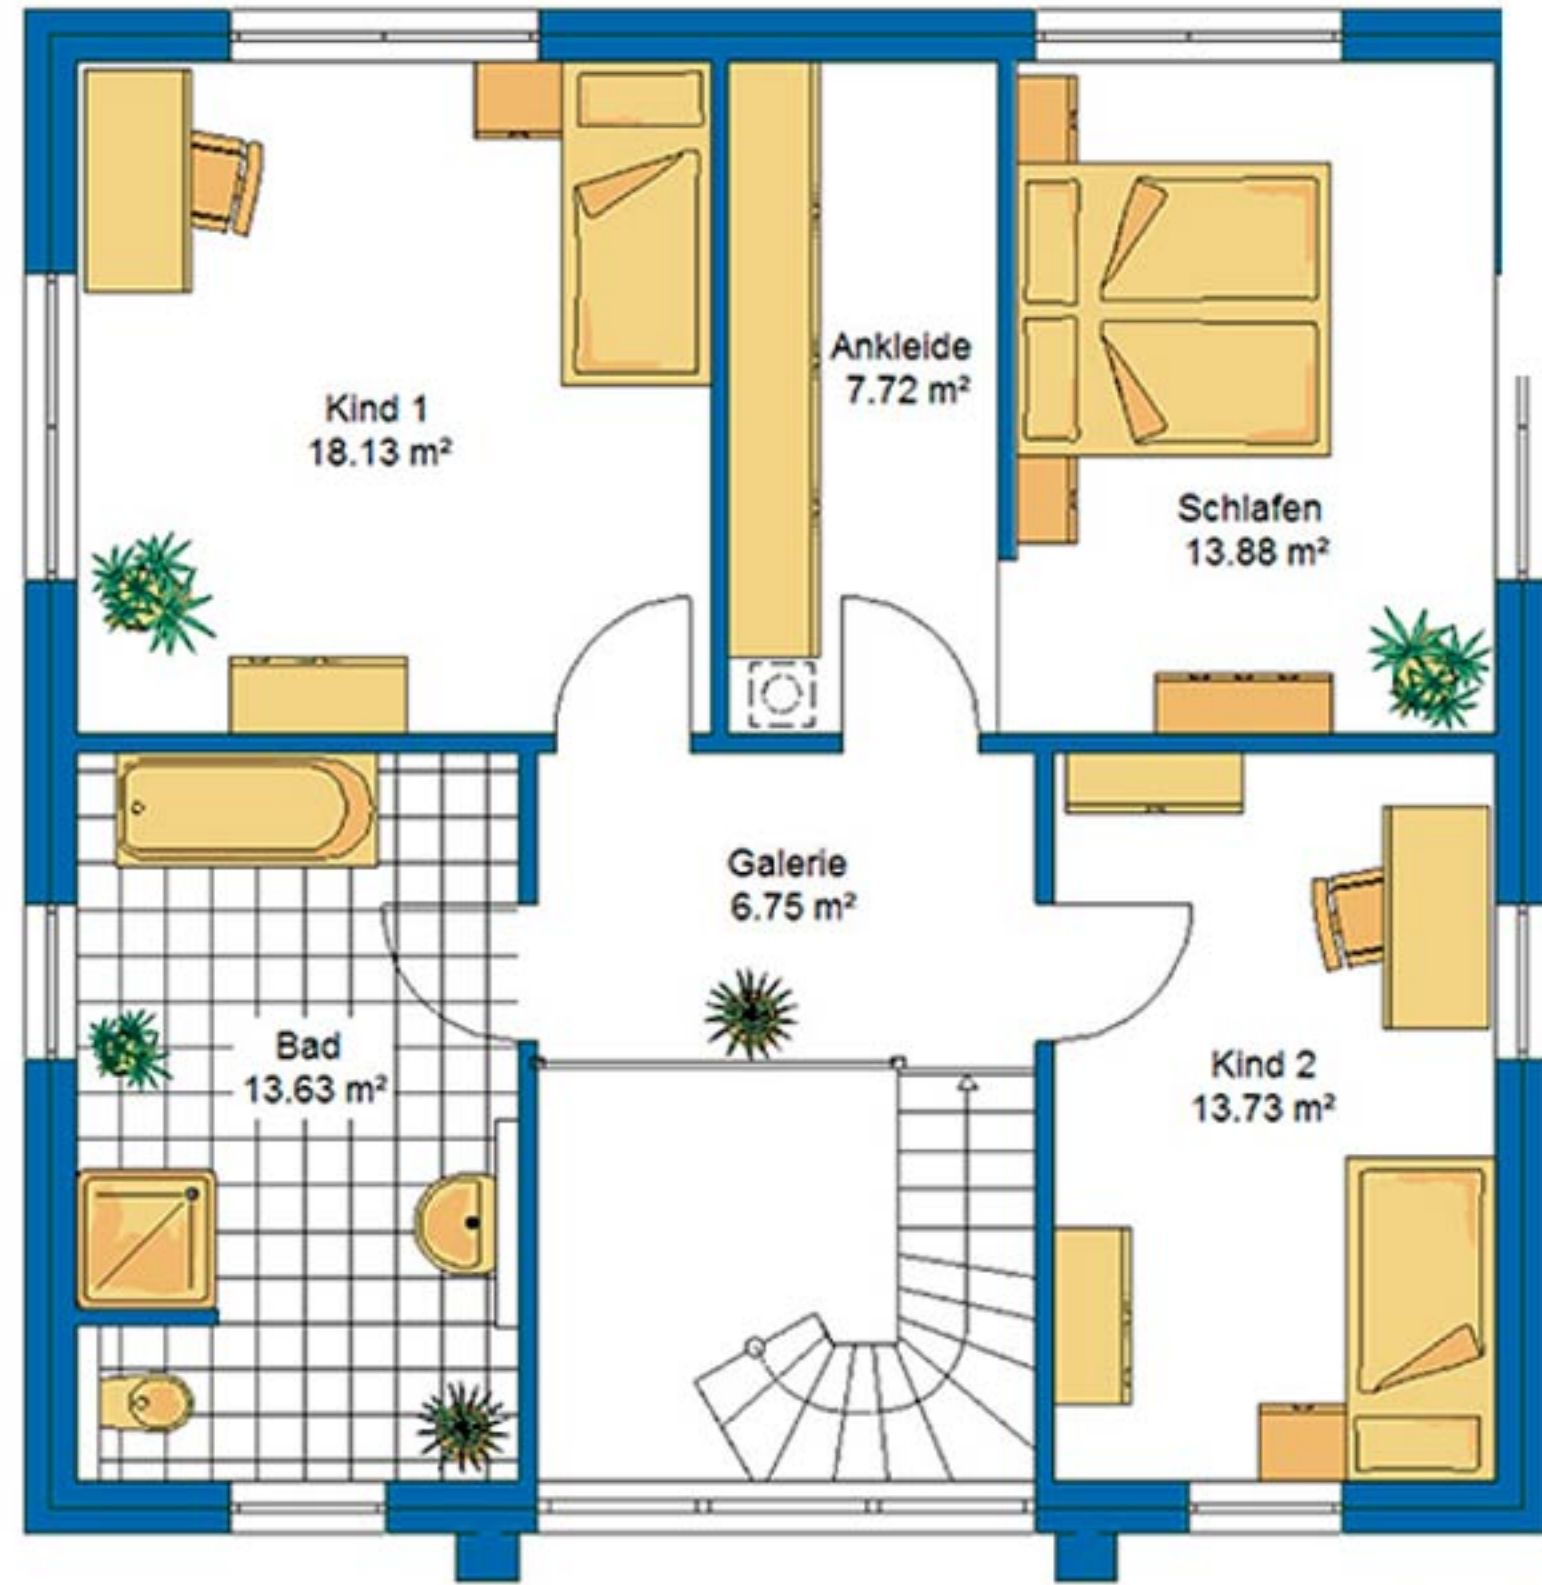 Ankleide
7.72 m²
Kind 1
18.13 m²
Schlafen
13.88 m²
Galerie
6.75 m²
Bad
13.63 m²
Kind 2
13.73 m²